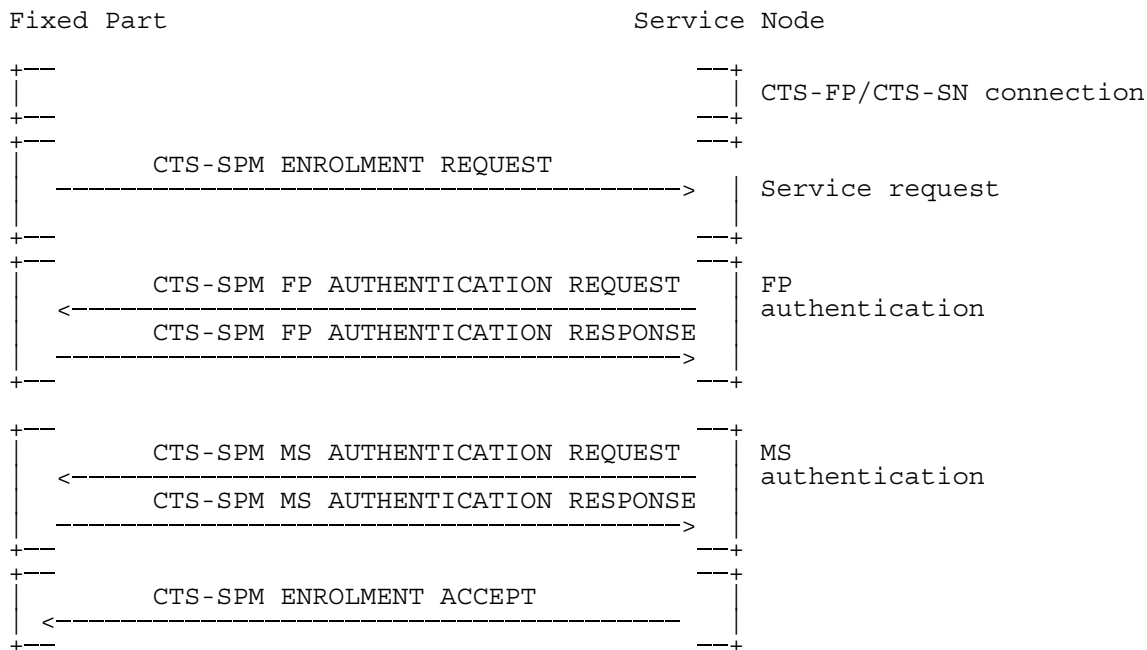 Fixed Part Service Node
CTS-FP/CTS-SN connection
CTS-SPM ENROLMENT REQUEST
Service request
CTS-SPM FP AUTHENTICATION REQUEST FP
authentication
CTS-SPM FP AUTHENTICATION RESPONSE
CTS-SPM MS AUTHENTICATION REQUEST MS
authentication
CTS-SPM MS AUTHENTICATION RESPONSE
CTS-SPM ENROLMENT ACCEPT